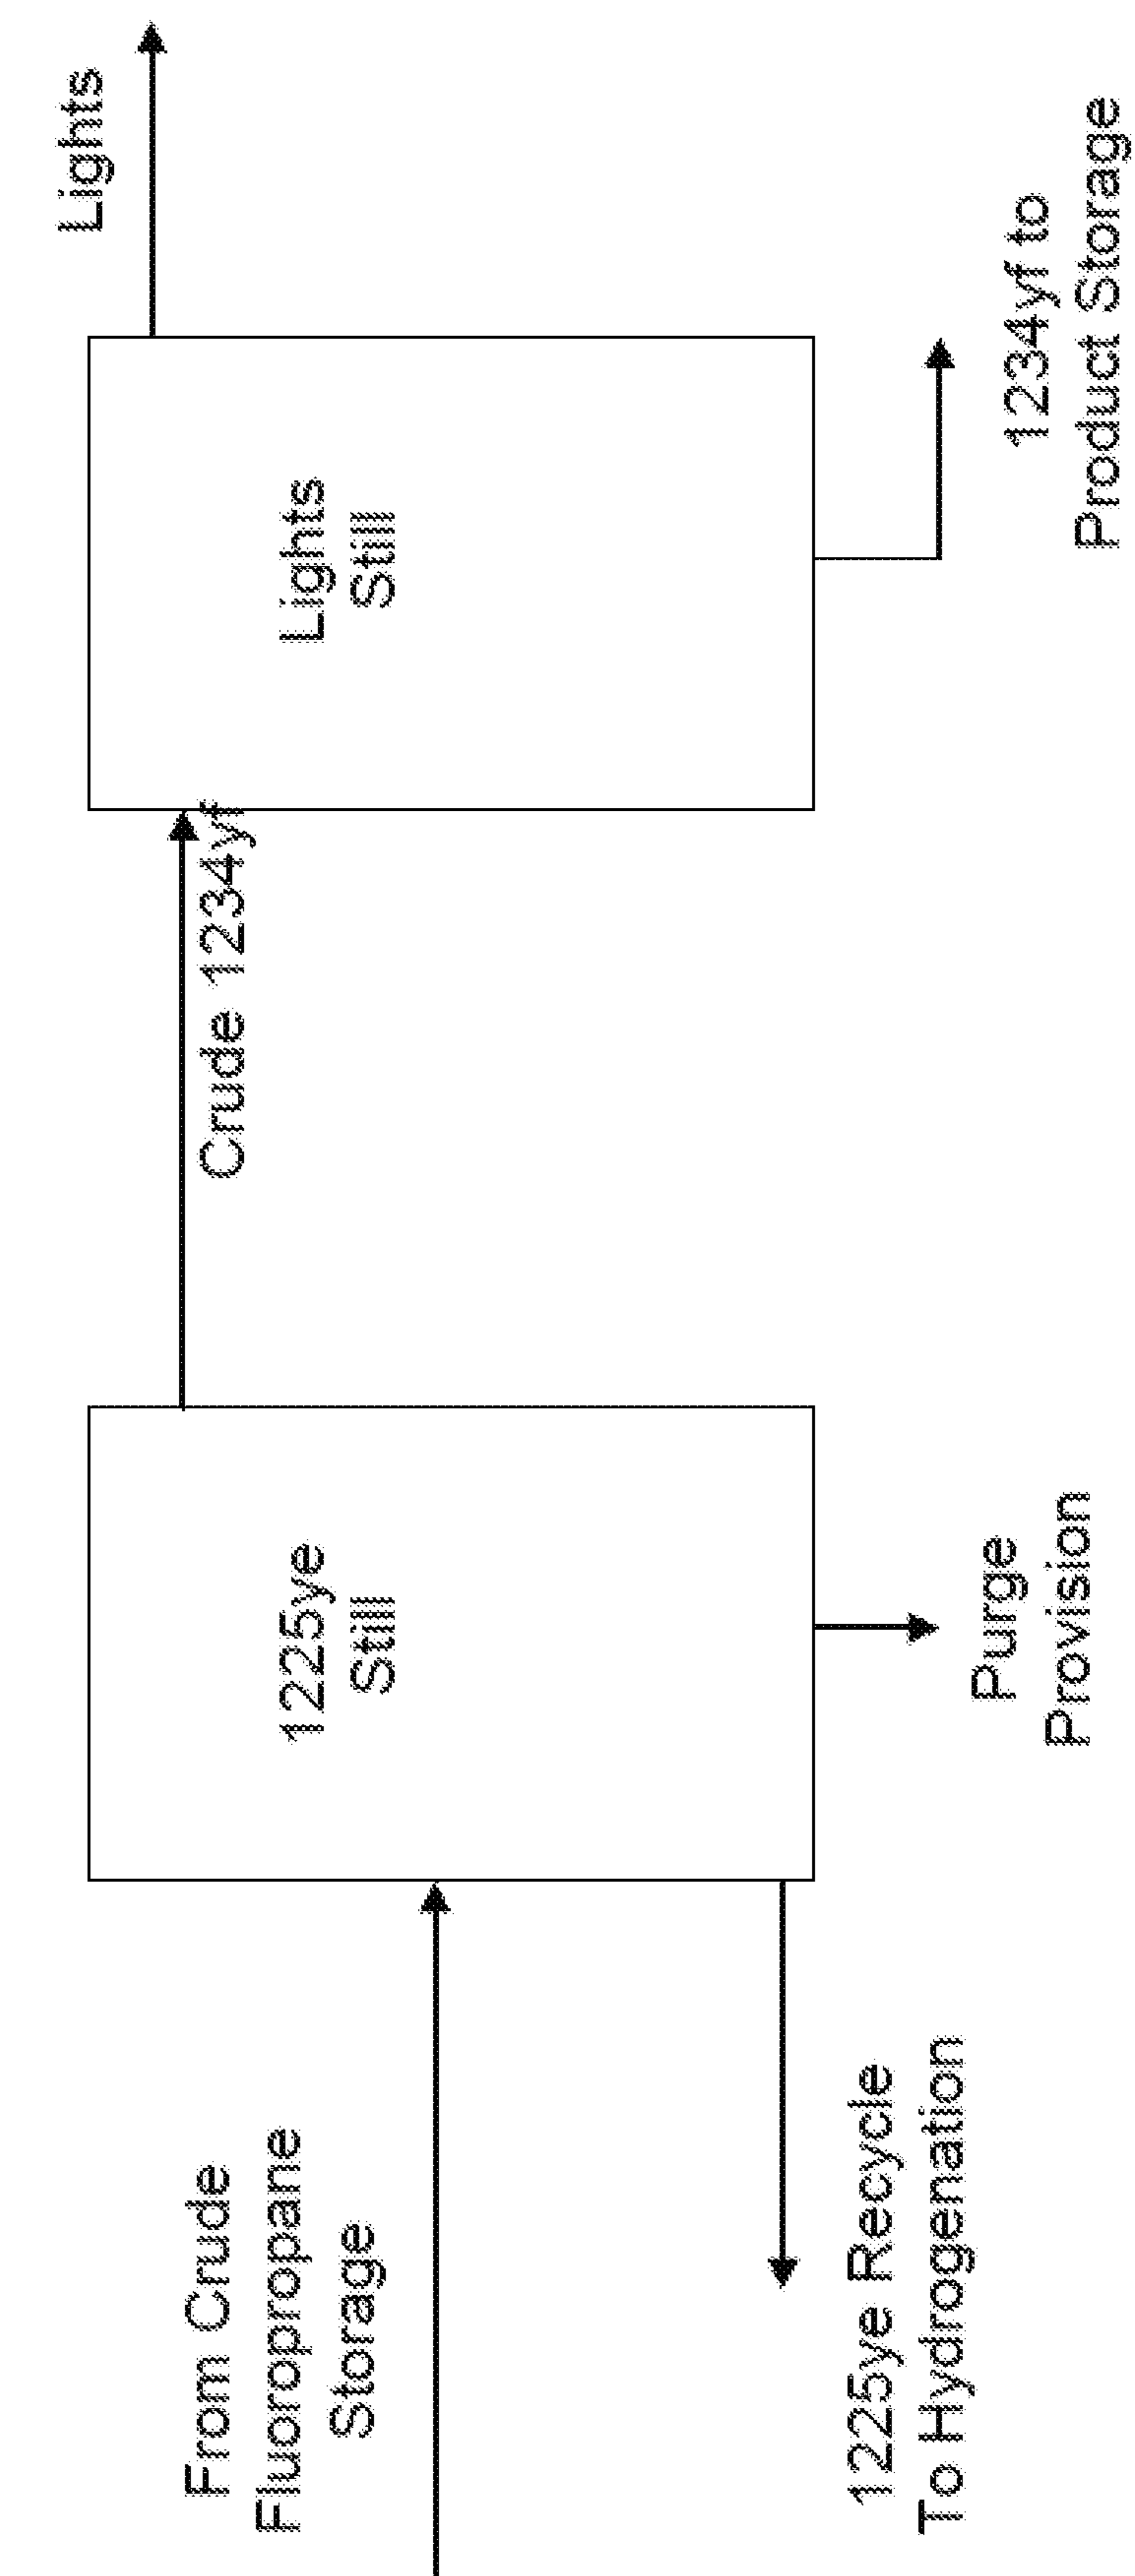 From Crude
Fluoropropane
Storage
1225ye Recycle
To Hydrogenation
1225ye
Still
Purge
Provision
Crude 1234yf
Lights
Still
Lights
1234yf to
Product Storage